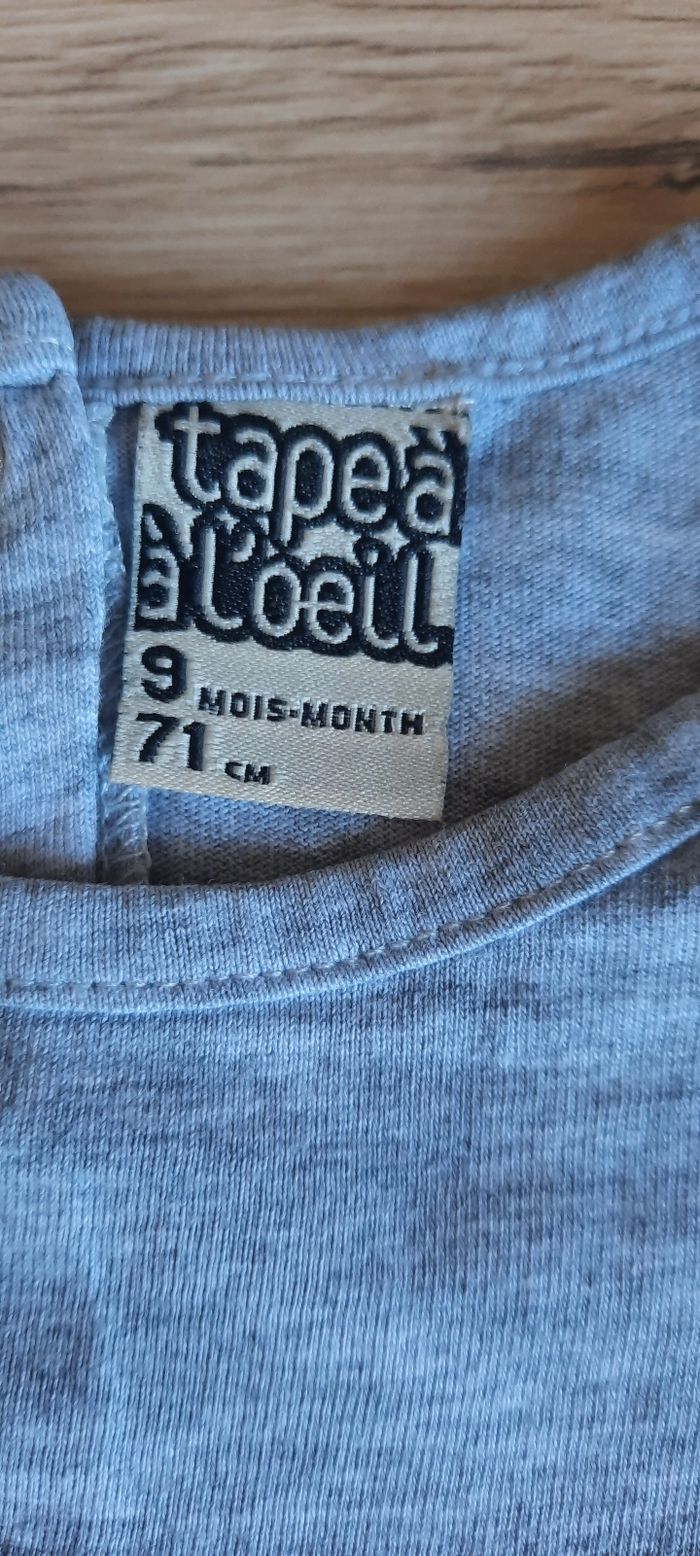 tapeà
à l'oeil
9 MOIS-MONTH
71 CM